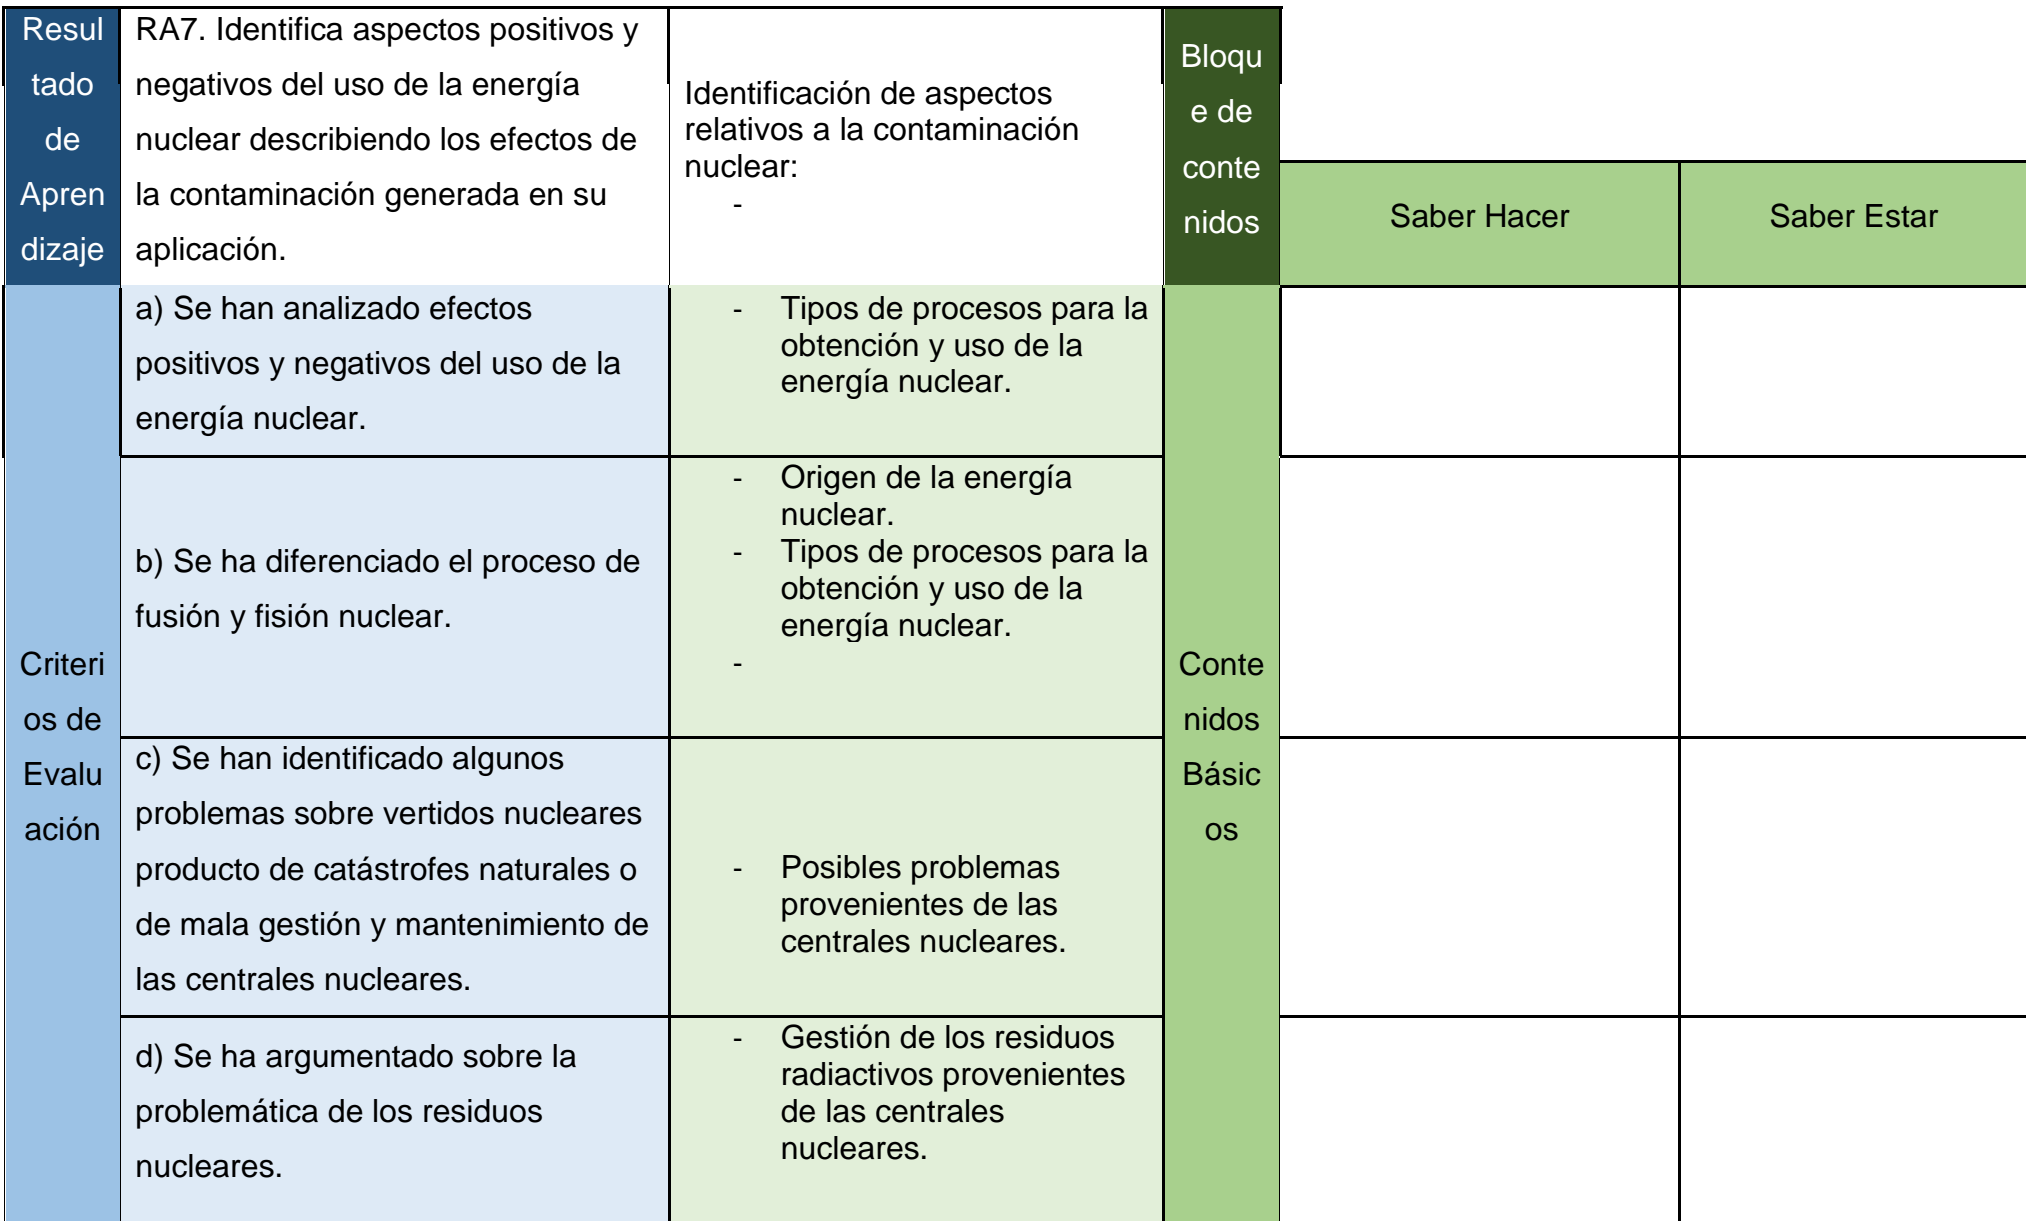 Resul
tado
de
Apren
dizaje
RA7. Identifica aspectos positivos y
negativos del uso de la energía
nuclear describiendo los efectos de
la contaminación generada en su
aplicación.
Identificación de aspectos
relativos a la contaminación
nuclear:
-
Bloqu
e de
conte
nidos
Saber Hacer
Saber Estar
Criteri
os de
Evalu
ación
a) Se han analizado efectos
positivos y negativos del uso de la
energía nuclear.
- Tipos de procesos para la
obtención y uso de la
energía nuclear.
Conte
nidos
Básic
os
b) Se ha diferenciado el proceso de
fusión y fisión nuclear.
- Origen de la energía
nuclear.
- Tipos de procesos para la
obtención y uso de la
energía nuclear.
-
c) Se han identificado algunos
problemas sobre vertidos nucleares
producto de catástrofes naturales o
de mala gestión y mantenimiento de
las centrales nucleares.
- Posibles problemas
provenientes de las
centrales nucleares.
d) Se ha argumentado sobre la
problemática de los residuos
nucleares.
- Gestión de los residuos
radiactivos provenientes
de las centrales
nucleares.